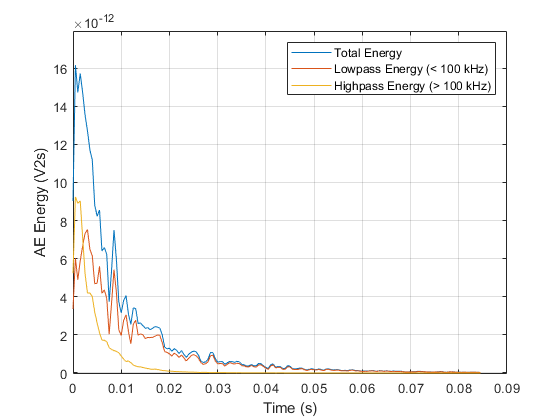 ×10^-12
Total Energy
Lowpass Energy (< 100 kHz)
Highpass Energy (> 100 kHz)
16
14
12
10
8
6
4
2
0
AE Energy (V2s)
0 0.01 0.02 0.03 0.04 0.05 0.06 0.07 0.08 0.09
Time (s)